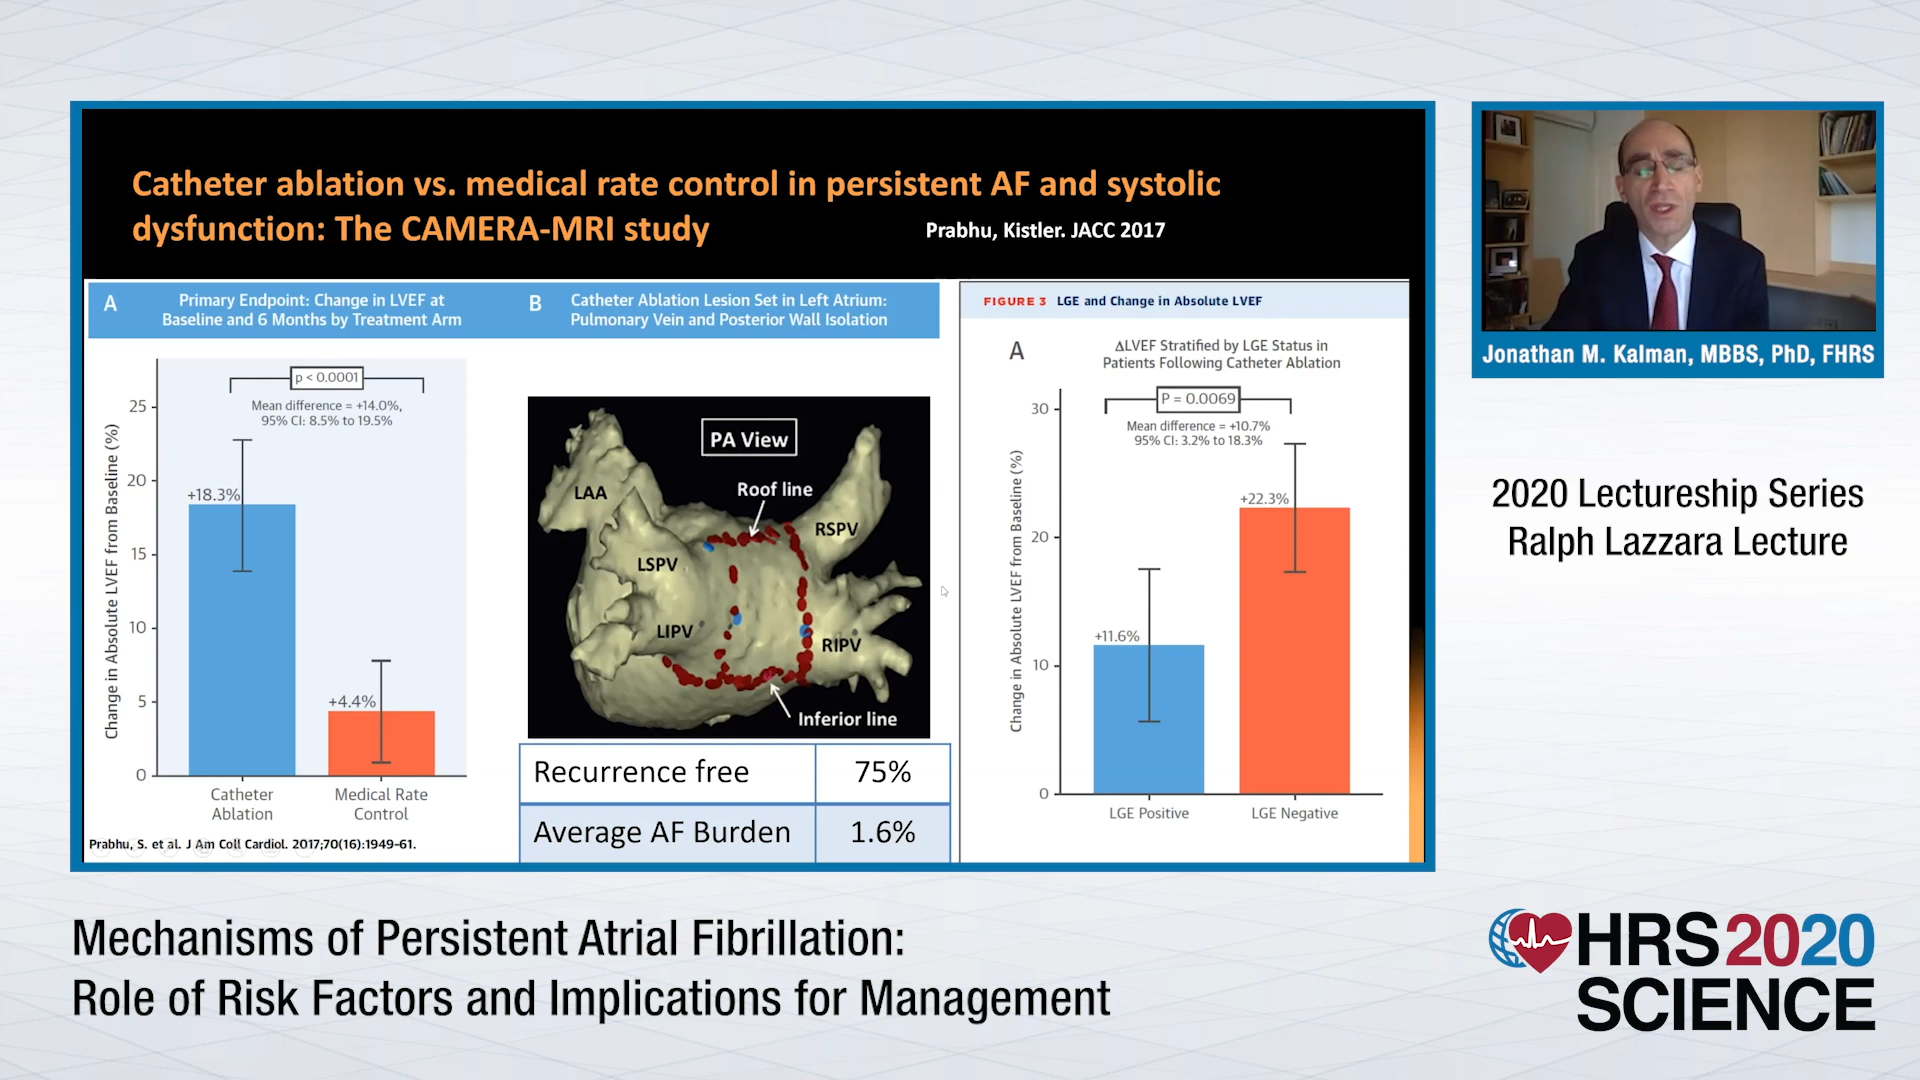 Catheter ablation vs. medical rate control in persistent AF and systolic
dysfunction: The CAMERA-MRI study
Prabhu, Kistler. JACC 2017
A
Primary Endpoint: Change in LVEF at
Baseline and 6 Months by Treatment Arm
B
Catheter Ablation Lesion Set in Left Atrium:
Pulmonary Vein and Posterior Wall Isolation
p < 0.0001
Mean difference = +14.0%,
95% CI: 8.5% to 19.5%
Change in Absolute LVEF from Baseline (%)
25
20
15
10
5
0
+18.3%
+4.4%
Catheter
Ablation
Medical Rate
Control
Prabhu, S. et al. J Am Coll Cardiol. 2017;70(16):1949-61.
PA View
LAA
Roof line
RSPV
LSPV
LIPV
RIPV
Inferior line
Recurrence free 75%
Average AF Burden 1.6%
FIGURE 3 LGE and Change in Absolute LVEF
A
ΔLVEF Stratified by LGE Status in
Patients Following Catheter Ablation
P = 0.0069
Mean difference = +10.7%
95% CI: 3.2% to 18.3%
Change in Absolute LVEF from Baseline (%)
30
20
10
0
+11.6%
+22.3%
LGE Positive
LGE Negative
Jonathan M. Kalman, MBBS, PhD, FHRS
2020 Lectureship Series
Ralph Lazzara Lecture
Mechanisms of Persistent Atrial Fibrillation:
Role of Risk Factors and Implications for Management
HRS 2020
SCIENCE